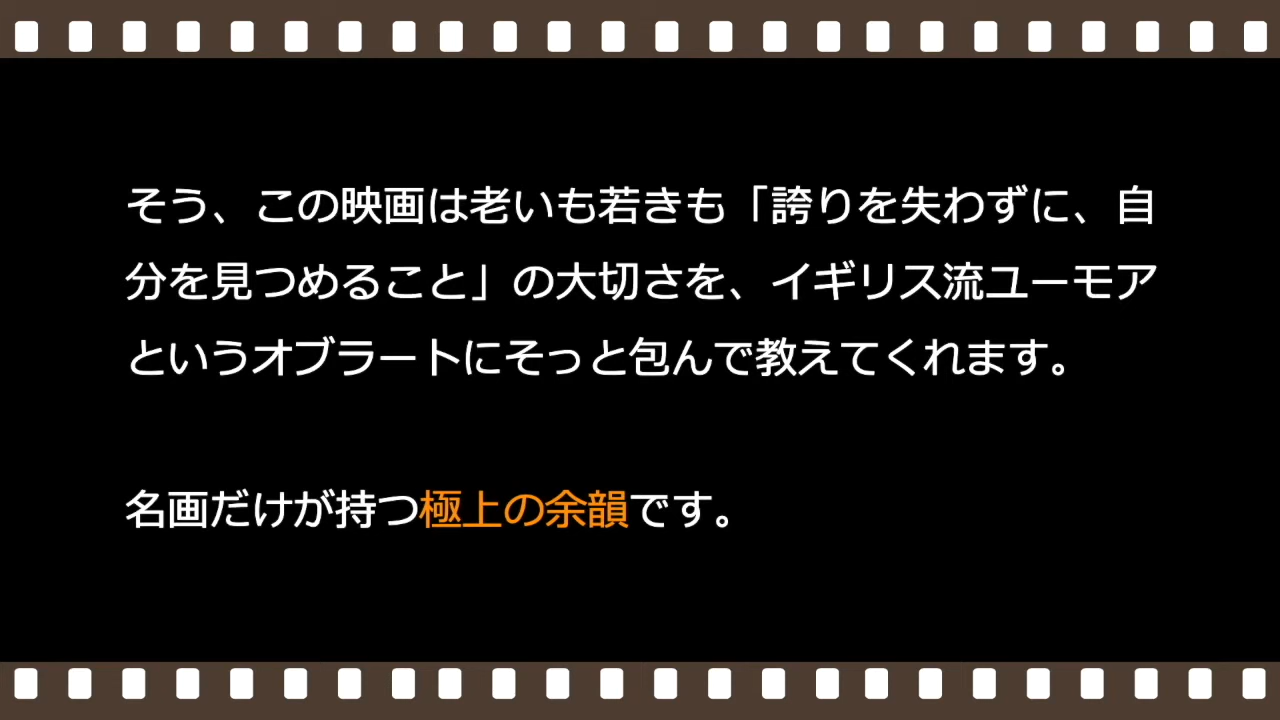 そう、この映画は老いも若きも「誇りを失わずに、自
分を見つめること」の大切さを、イギリス流ユーモア
というオブラートにそっと包んで教えてくれます。
名画だけが持つ極上の余韻です。